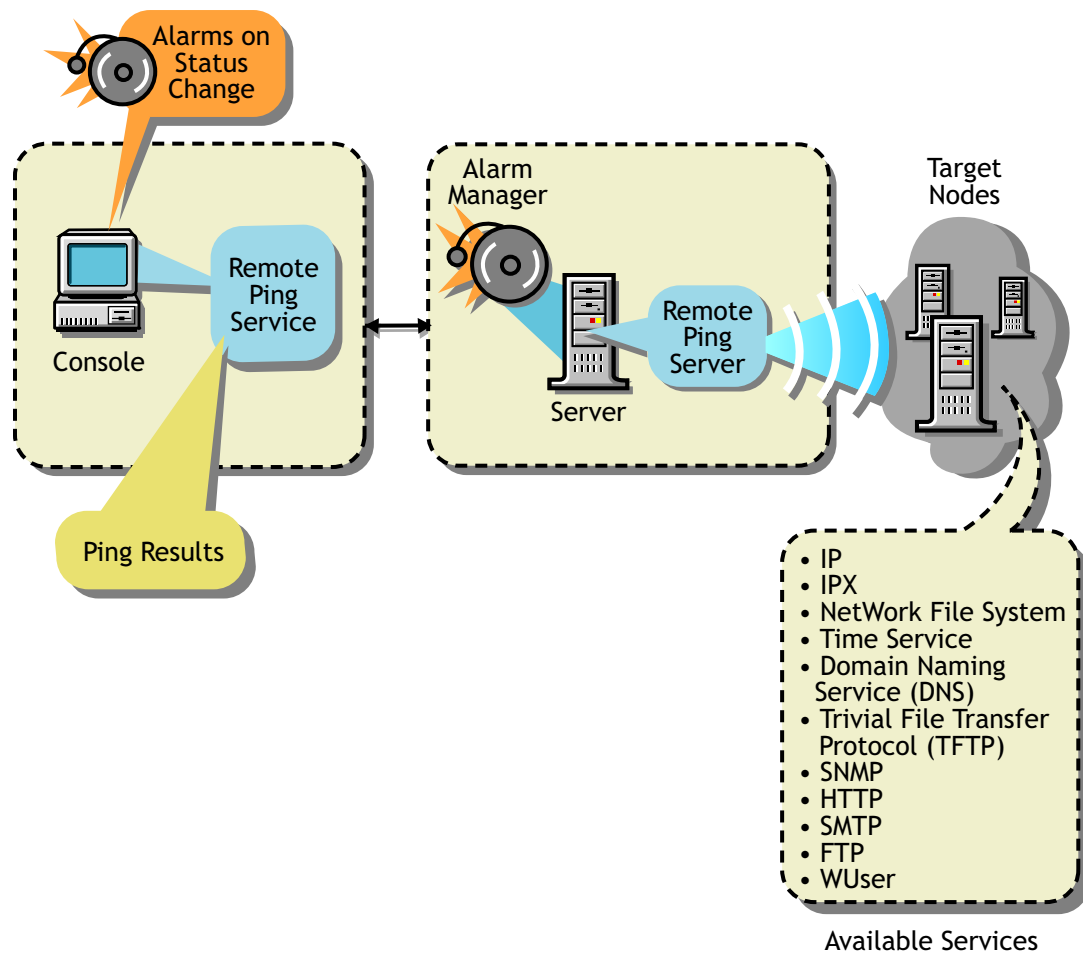 Alarms on
Status
Change
Alarm
Manager
Target
Nodes
Remote
Ping
Service
Console
Remote
Ping
Server
Server
Ping Results
• IP
• IPX
• NetWork File System
• Time Service
• Domain Naming
Service (DNS)
• Trivial File Transfer
Protocol (TFTP)
• SNMP
• HTTP
• SMTP
• FTP
• WUser
Available Services